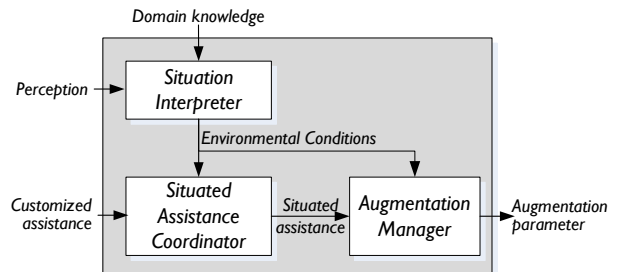 Domain knowledge
Situation
Interpreter
Perception
Environmental Conditions
Customized
assistance
Situated
Assistance
Coordinator
Situated
assistance
Augmentation
Manager
Augmentation
parameter